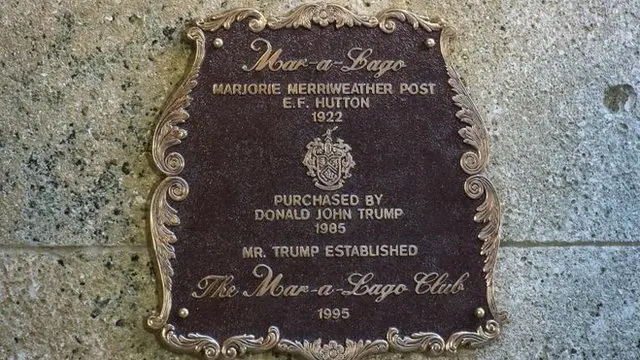 Mar-a-Lago
MARJORIE MERRIWEATHER POST
E.F. HUTTON
1922
PURCHASED BY
DONALD JOHN TRUMP
1985
MR. TRUMP ESTABLISHED
The Mar-a-Lago Club
1995